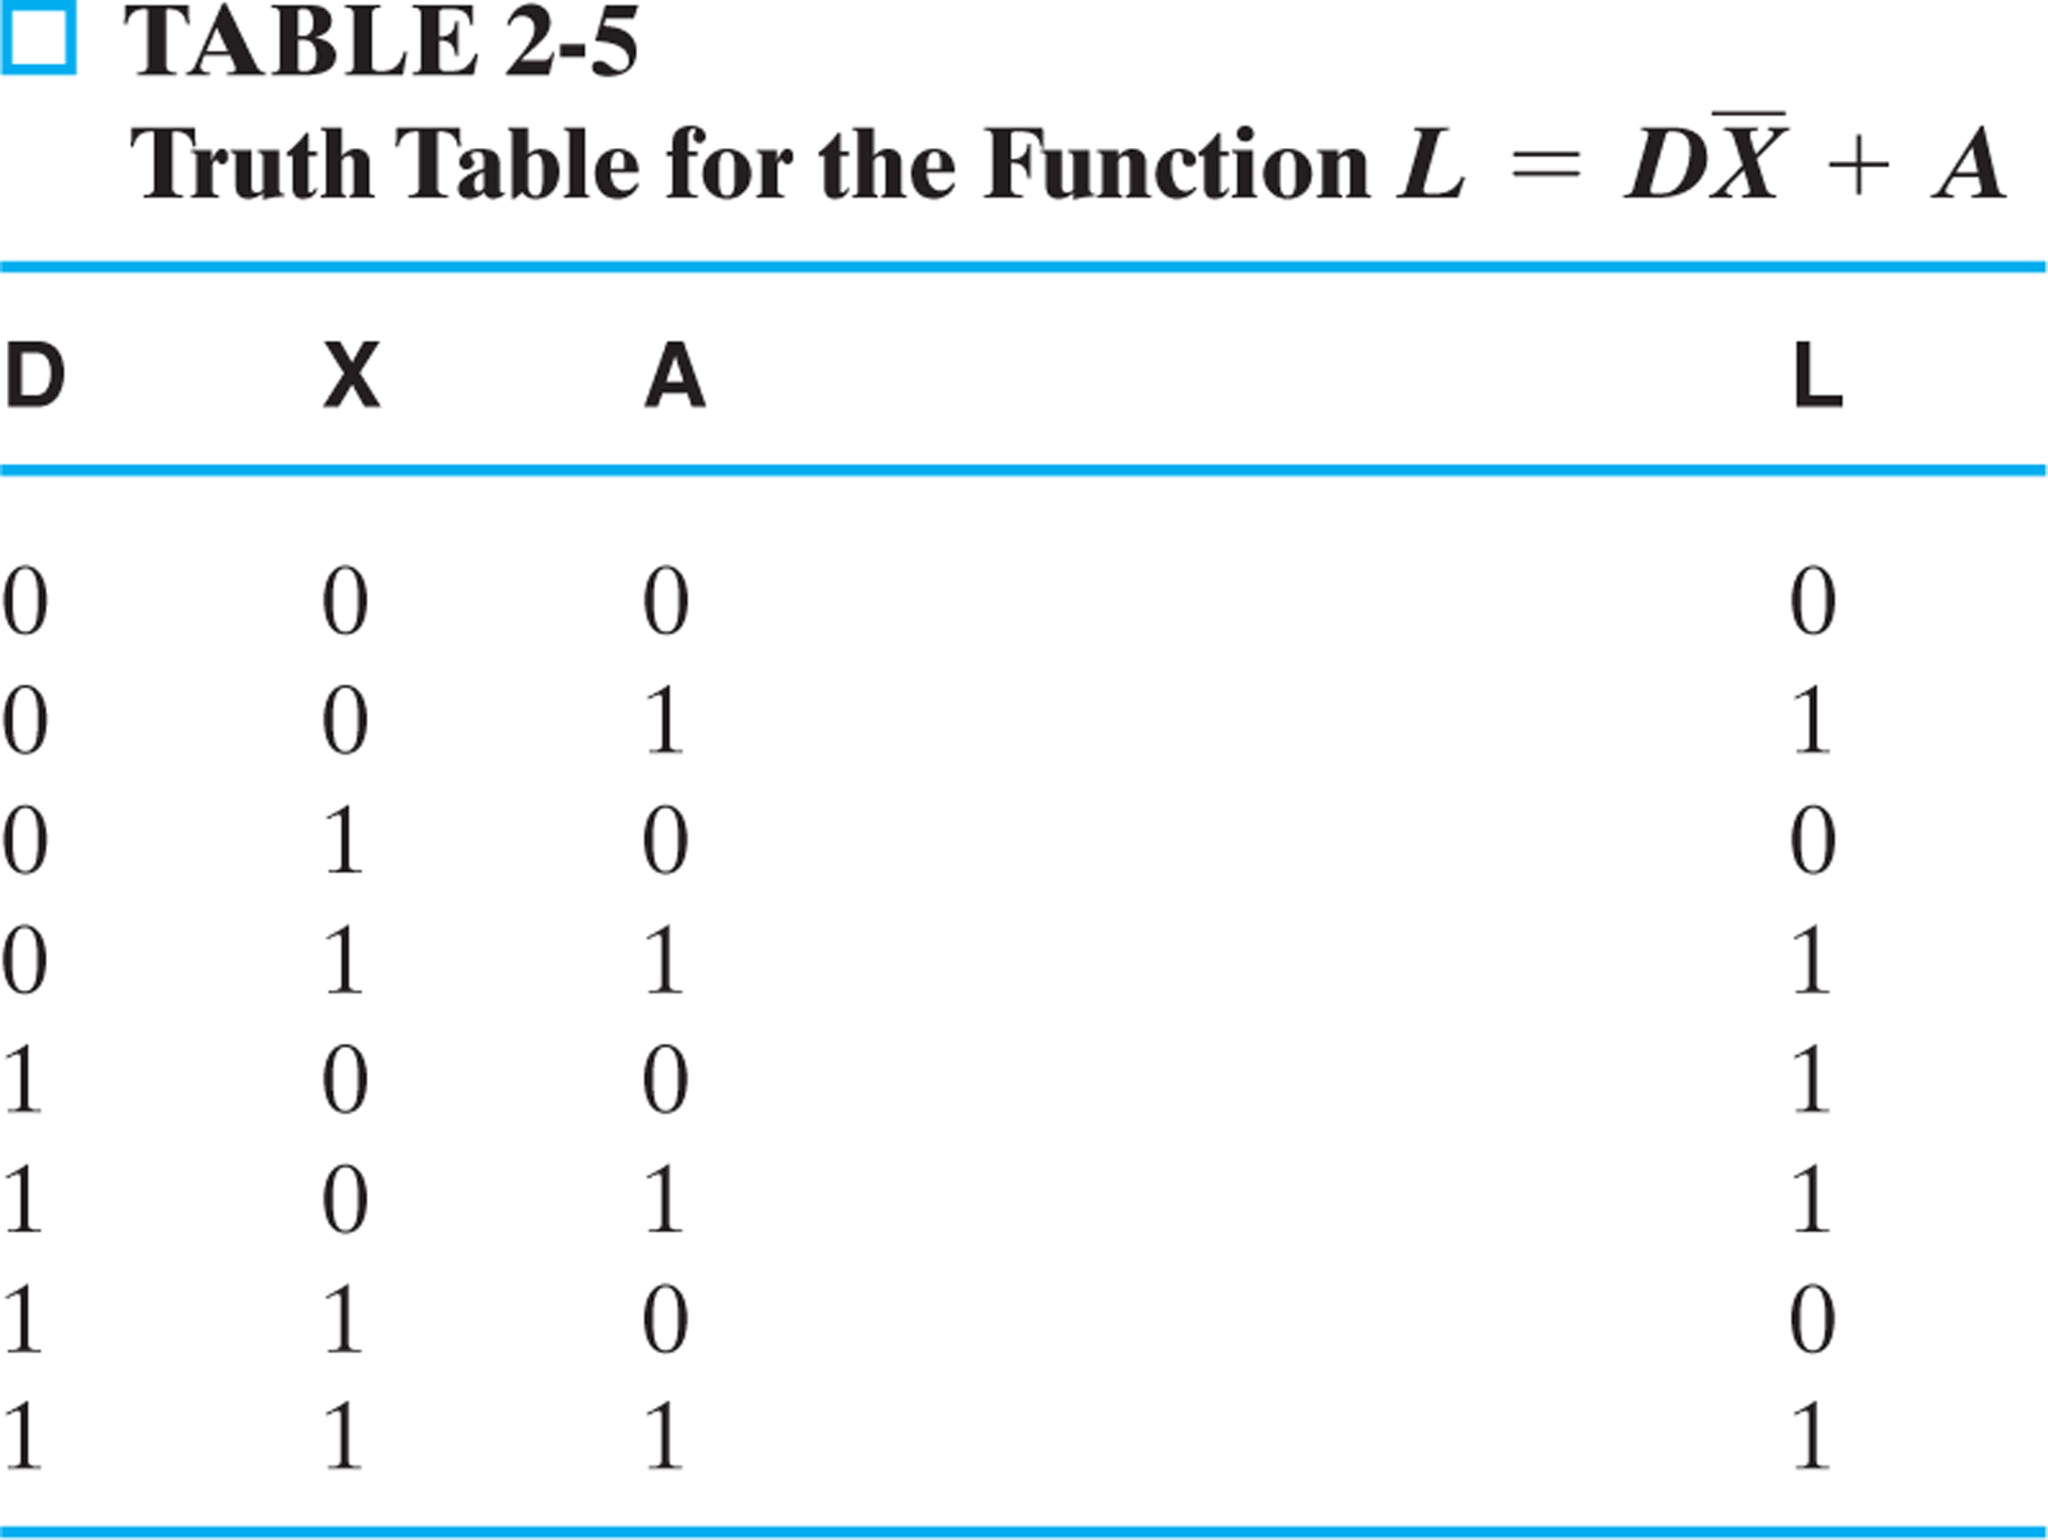 TABLE 2-5
Truth Table for the Function L = DX̅ + A
D X A L
0 0 0 0
0 0 1 1
0 1 0 0
0 1 1 1
1 0 0 1
1 0 1 1
1 1 0 0
1 1 1 1